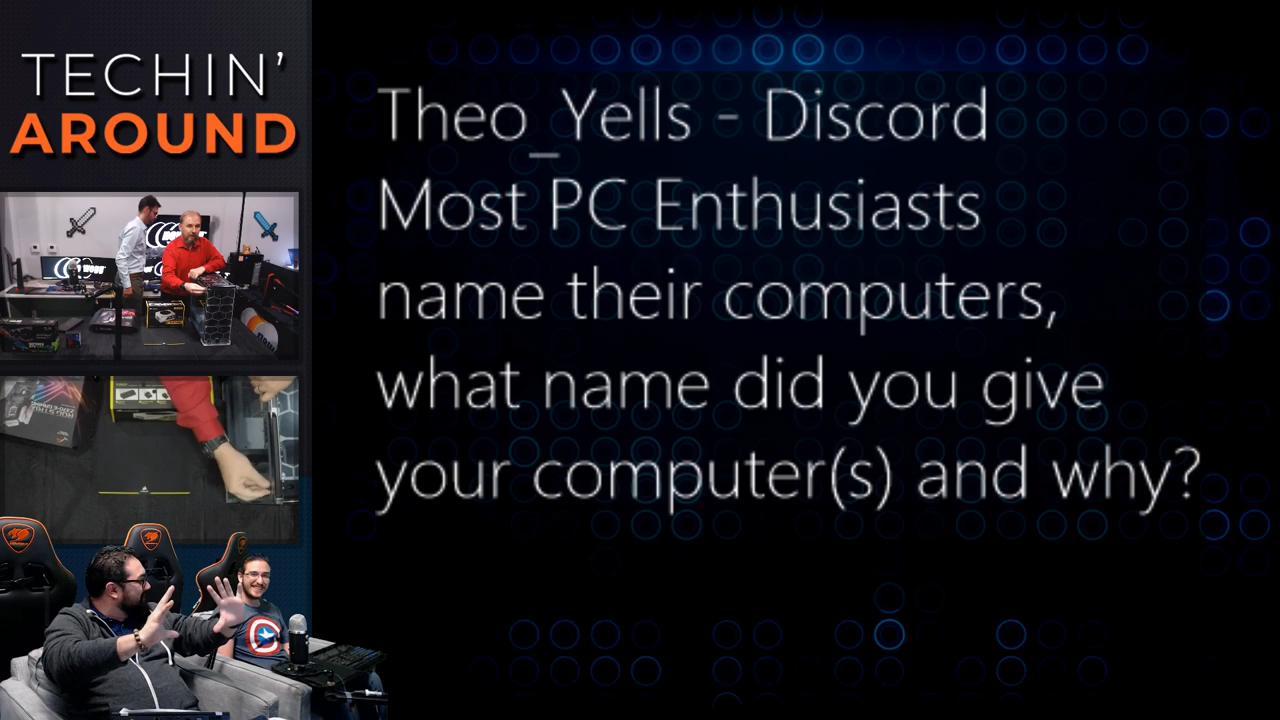 TECHIN'
AROUND
Theo_Yells - Discord
Most PC Enthusiasts
name their computers,
what name did you give
your computer(s) and why?